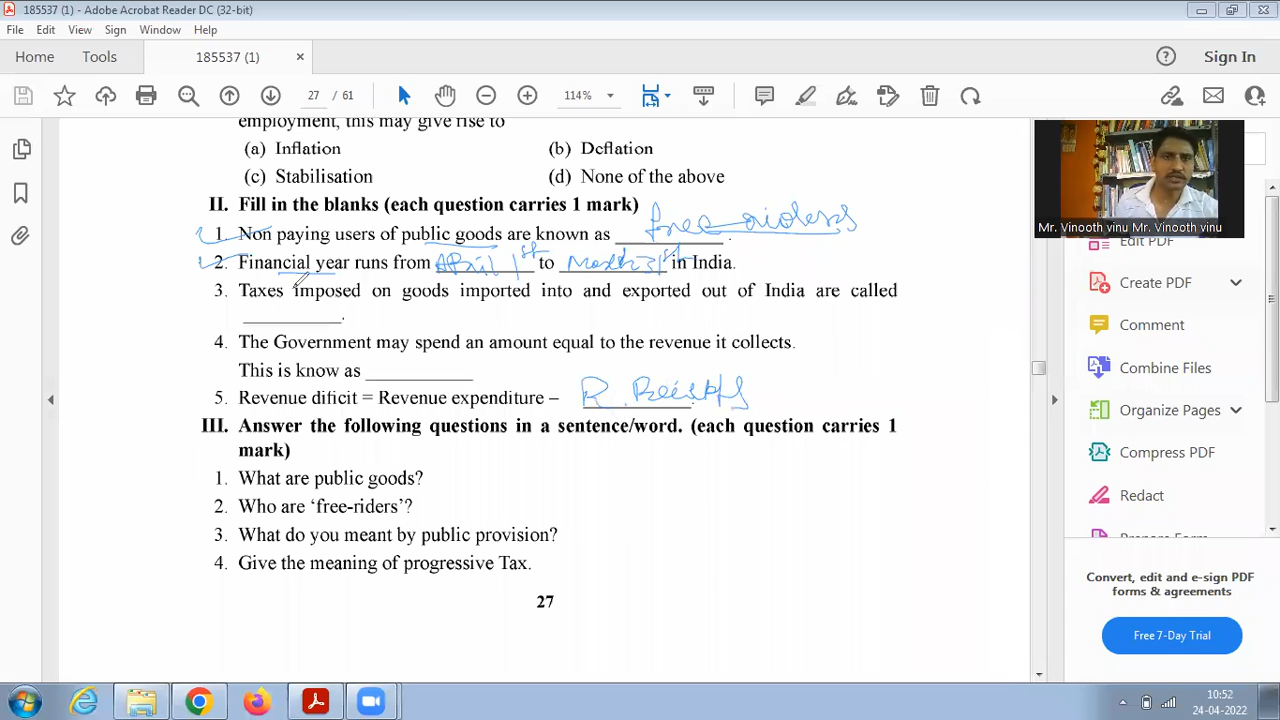 185537 (1) - Adobe Acrobat Reader DC (32-bit)
File Edit View Sign Window Help
Home Tools 185537 (1) × Sign In
27 / 61 114%
employment, this may give rise to
(a) Inflation (b) Deflation
(c) Stabilisation (d) None of the above
II. Fill in the blanks (each question carries 1 mark)
1. Non paying users of public goods are known as free riders.
2. Financial year runs from April 1st to March 31st in India.
3. Taxes imposed on goods imported into and exported out of India are called
____________.
4. The Government may spend an amount equal to the revenue it collects.
This is know as ____________
5. Revenue dificit = Revenue expenditure – R. Receipts
III. Answer the following questions in a sentence/word. (each question carries 1
mark)
1. What are public goods?
2. Who are ‘free-riders’?
3. What do you meant by public provision?
4. Give the meaning of progressive Tax.
27
Mr. Vinooth vinu Mr. Vinooth vinu
Edit PDF
Create PDF
Comment
Combine Files
Organize Pages
Compress PDF
Redact
Prepare Form
Convert, edit and e-sign PDF
forms & agreements
Free 7-Day Trial
10:52
24-04-2022